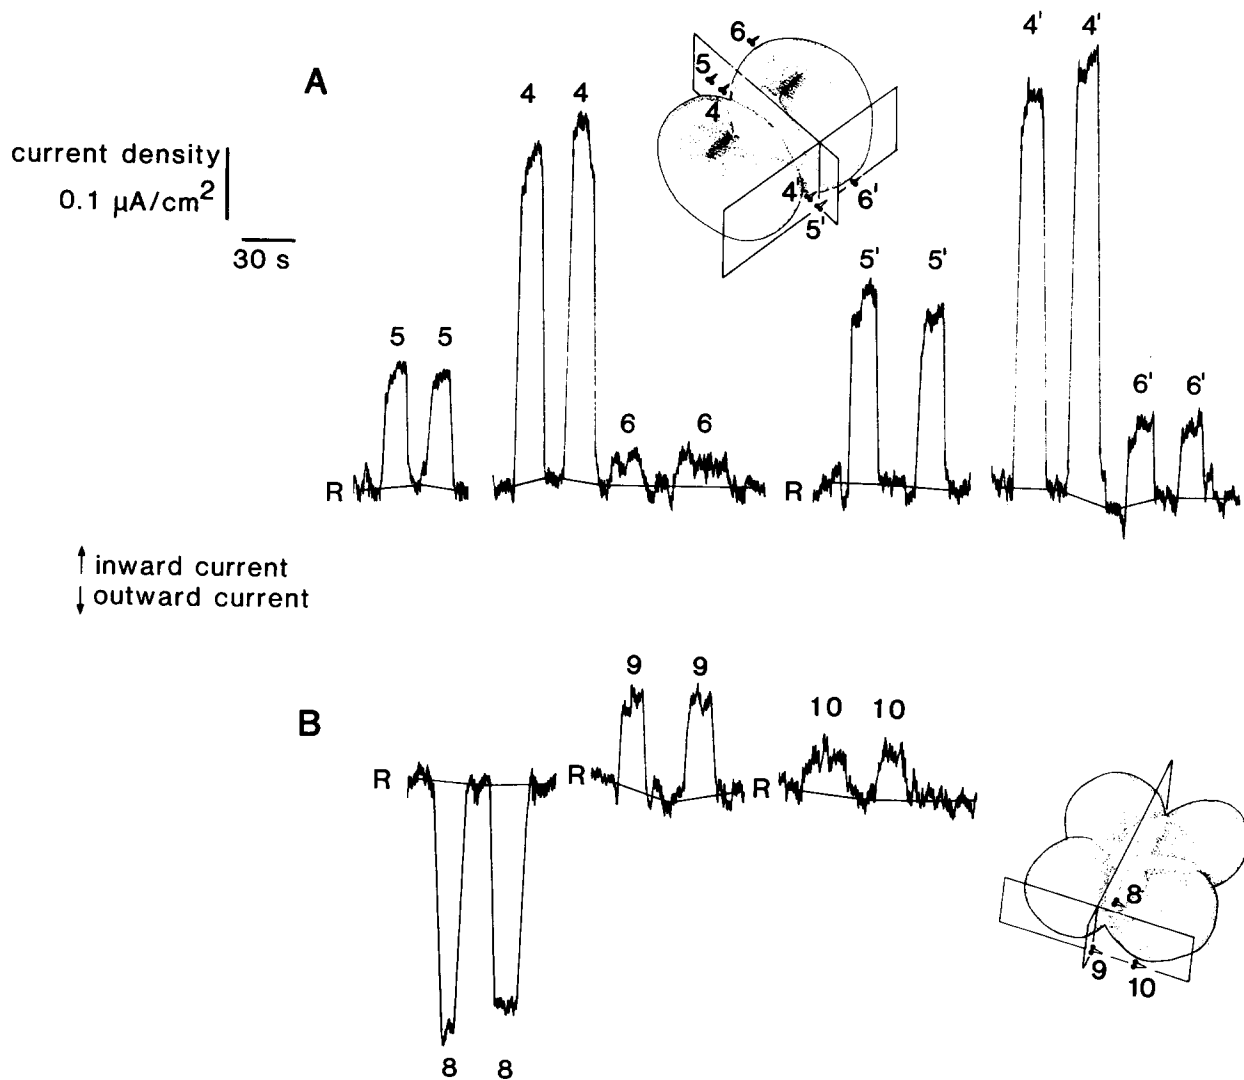 A
current density
0.1 µA/cm²
30 s
4 4
6
5
4
4'
5'
6'
4' 4'
5 5
6 6
5' 5'
6' 6'
R
R
↑ inward current
↓ outward current
B
9 9
10 10
R
R
R
8 8
8
9
10